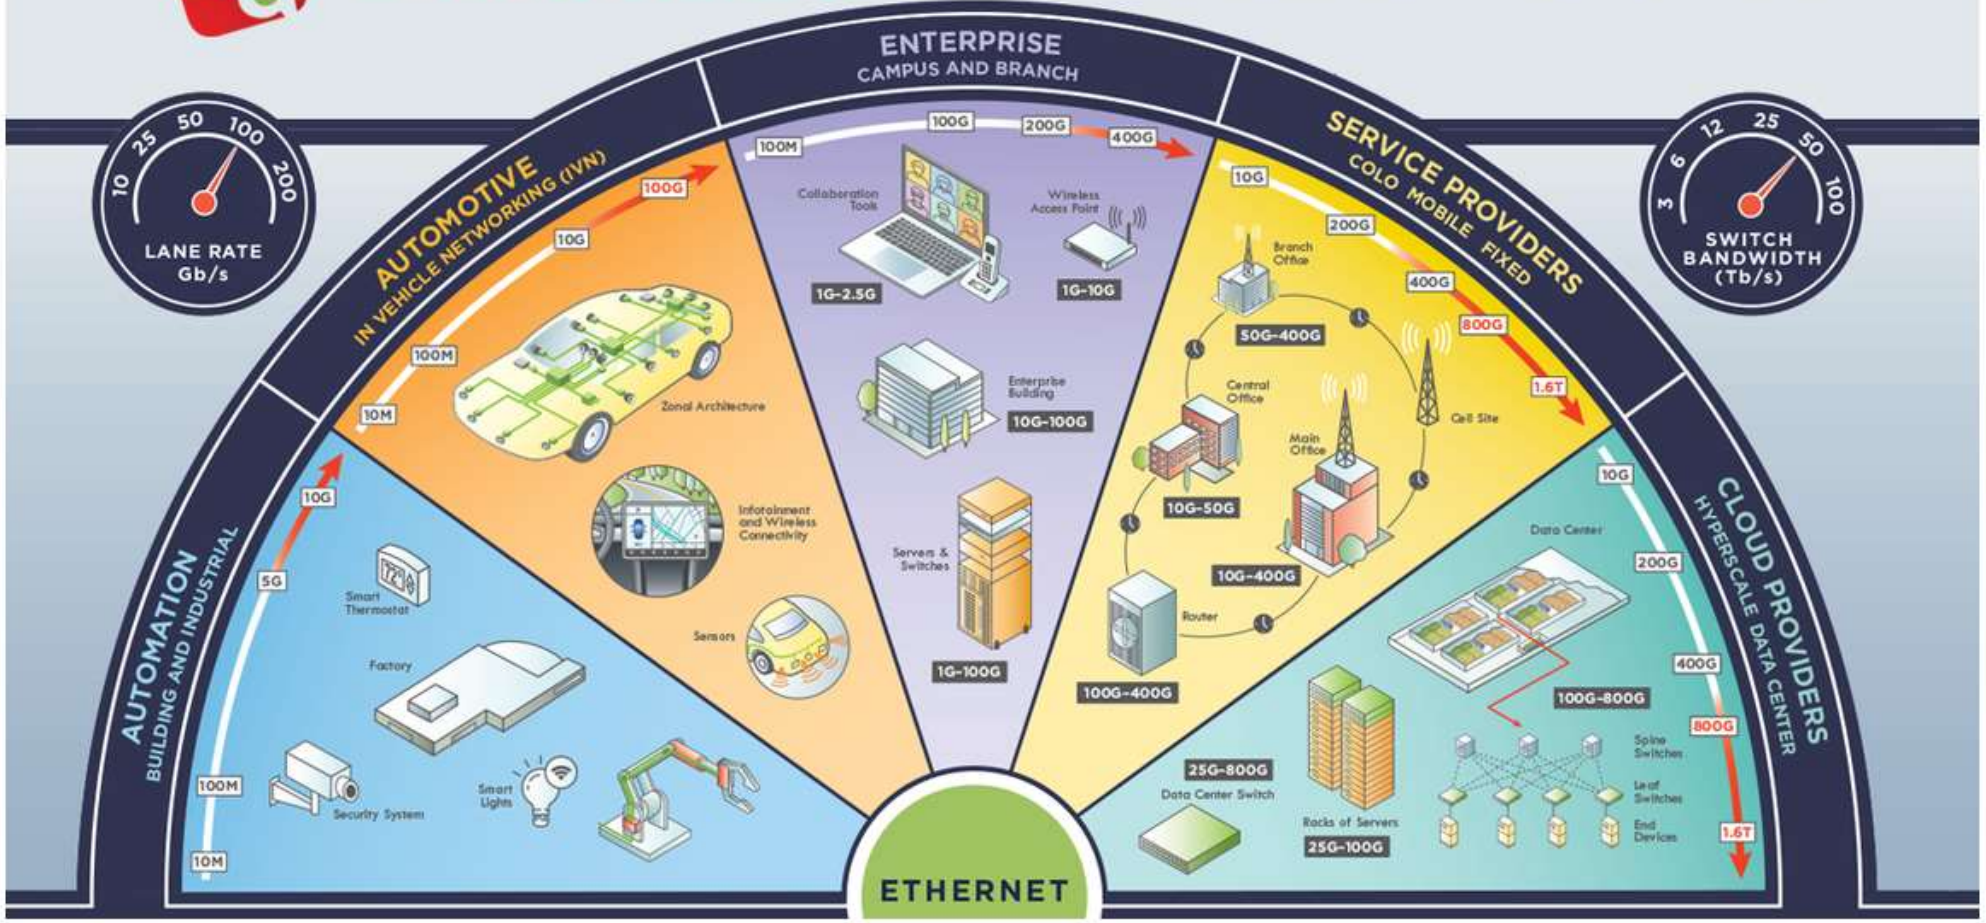 ENTERPRISE
CAMPUS AND BRANCH
AUTOMOTIVE
IN VEHICLE NETWORKING (IVN)
SERVICE PROVIDERS
COLO MOBILE FIXED
AUTOMATION
BUILDING AND INDUSTRIAL
CLOUD PROVIDERS
HYPERSCALE DATA CENTER
10
25
50
100
200
LANE RATE
Gb/s
3
6
12
25
50
100
SWITCH
BANDWIDTH
(Tb/s)
10M
100M
5G
10G
Smart
Thermostat
Factory
Security System
Smart
Lights
10M
100M
10G
100G
Zonal Architecture
Infotainment
and Wireless
Connectivity
Sensors
100M
100G
200G
400G
Collaboration
Tools
1G-2.5G
Wireless
Access Point
1G-10G
Enterprise
Building
10G-100G
Servers &
Switches
1G-100G
10G
200G
400G
800G
1.6T
Branch
Office
50G-400G
Central
Office
10G-50G
Cell Site
Main
Office
10G-400G
Router
100G-400G
10G
200G
400G
800G
1.6T
Data Center
100G-800G
Spine
Switches
Leaf
Switches
End
Devices
25G-800G
Data Center Switch
Racks of Servers
25G-100G
72°
ETHERNET